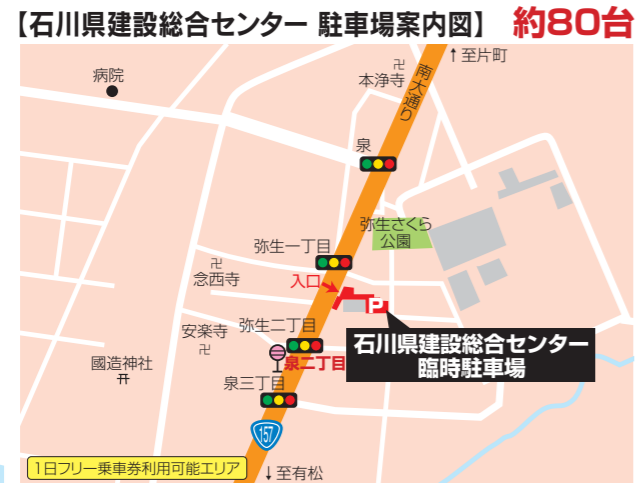 【石川県建設総合センター 駐車場案内図】 約80台
↑至片町
病院
卍
本浄寺
南大通り
泉
弥生さくら
公園
弥生一丁目
卍
念西寺
入口
P
安楽寺
卍
弥生二丁目
石川県建設総合センター
臨時駐車場
泉二丁目
國造神社
泉三丁目
157
1日フリー乗車券利用可能エリア
↓至有松